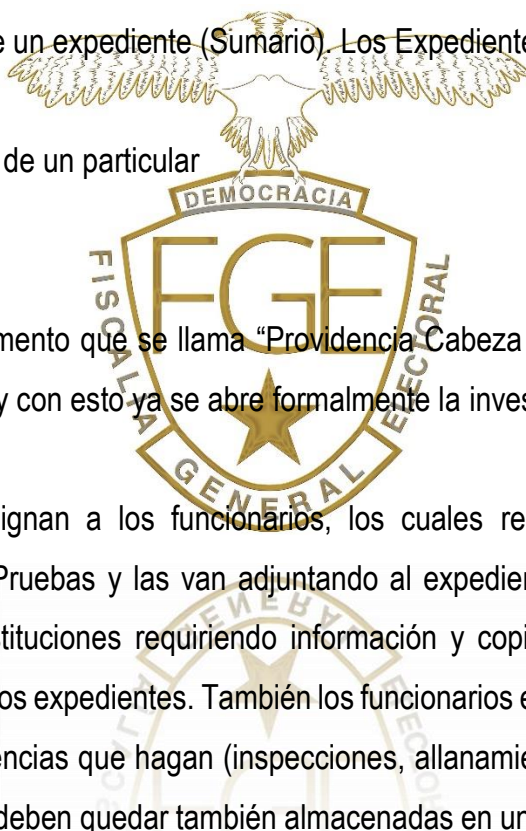 e un expediente (Sumario). Los Expediente
de un particular
DEMOCRACIA
FGE
FISCALIA GENERAL ELECTORAL
mento que se llama “Providencia Cabeza
y con esto ya se abre formalmente la inves
ignan a los funcionarios, los cuales re
Pruebas y las van adjuntando al expedien
stituciones requiriendo información y copi
os expedientes. También los funcionarios e
encias que hagan (inspecciones, allanamie
deben quedar también almacenadas en un